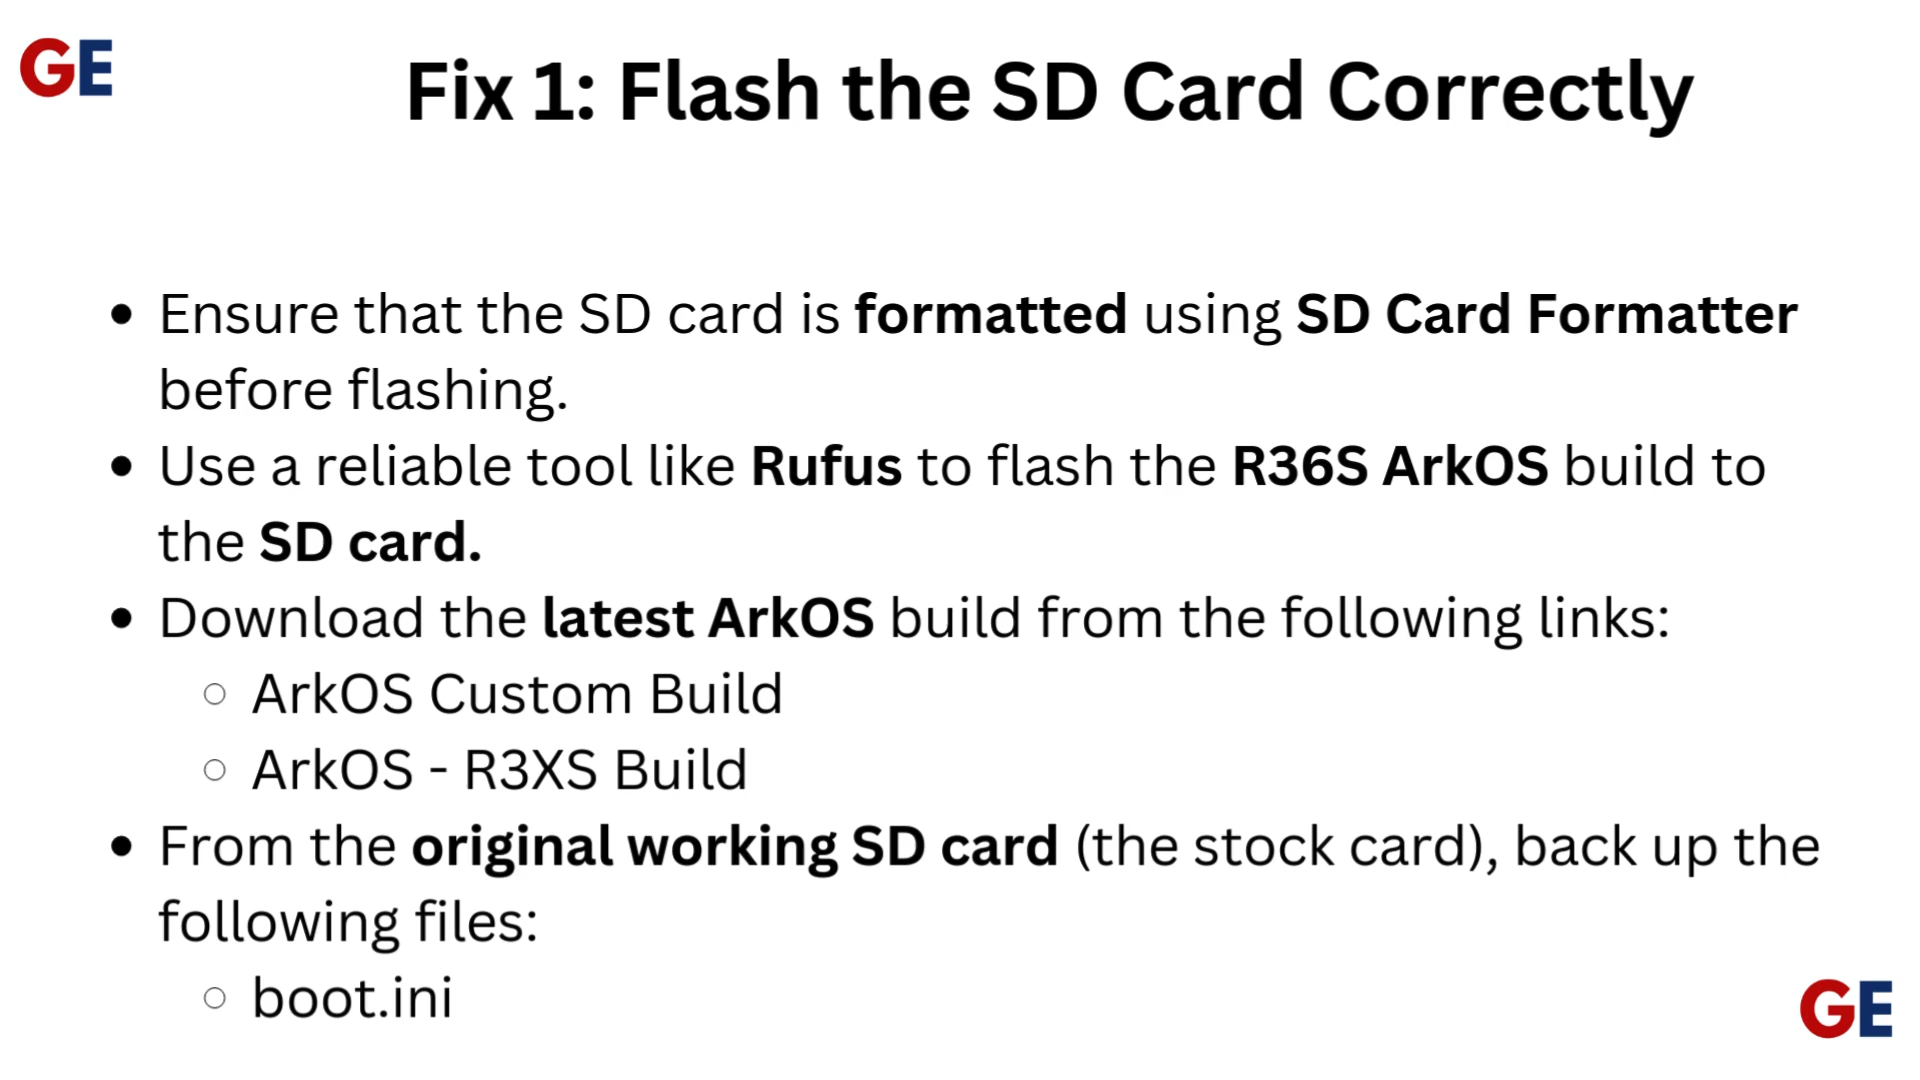 GE
Fix 1: Flash the SD Card Correctly
• Ensure that the SD card is formatted using SD Card Formatter
before flashing.
• Use a reliable tool like Rufus to flash the R36S ArkOS build to
the SD card.
• Download the latest ArkOS build from the following links:
○ ArkOS Custom Build
○ ArkOS - R3XS Build
• From the original working SD card (the stock card), back up the
following files:
○ boot.ini
GE